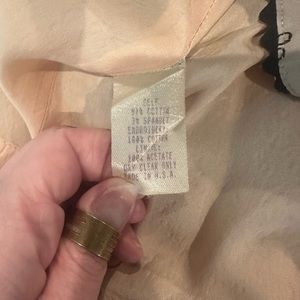 SELF
97% COTTON
3% SPANDEX
EMBROIDERY
100% COTTON
LINING
100% ACETATE
DRY CLEAN ONLY
MADE IN U.S.A.